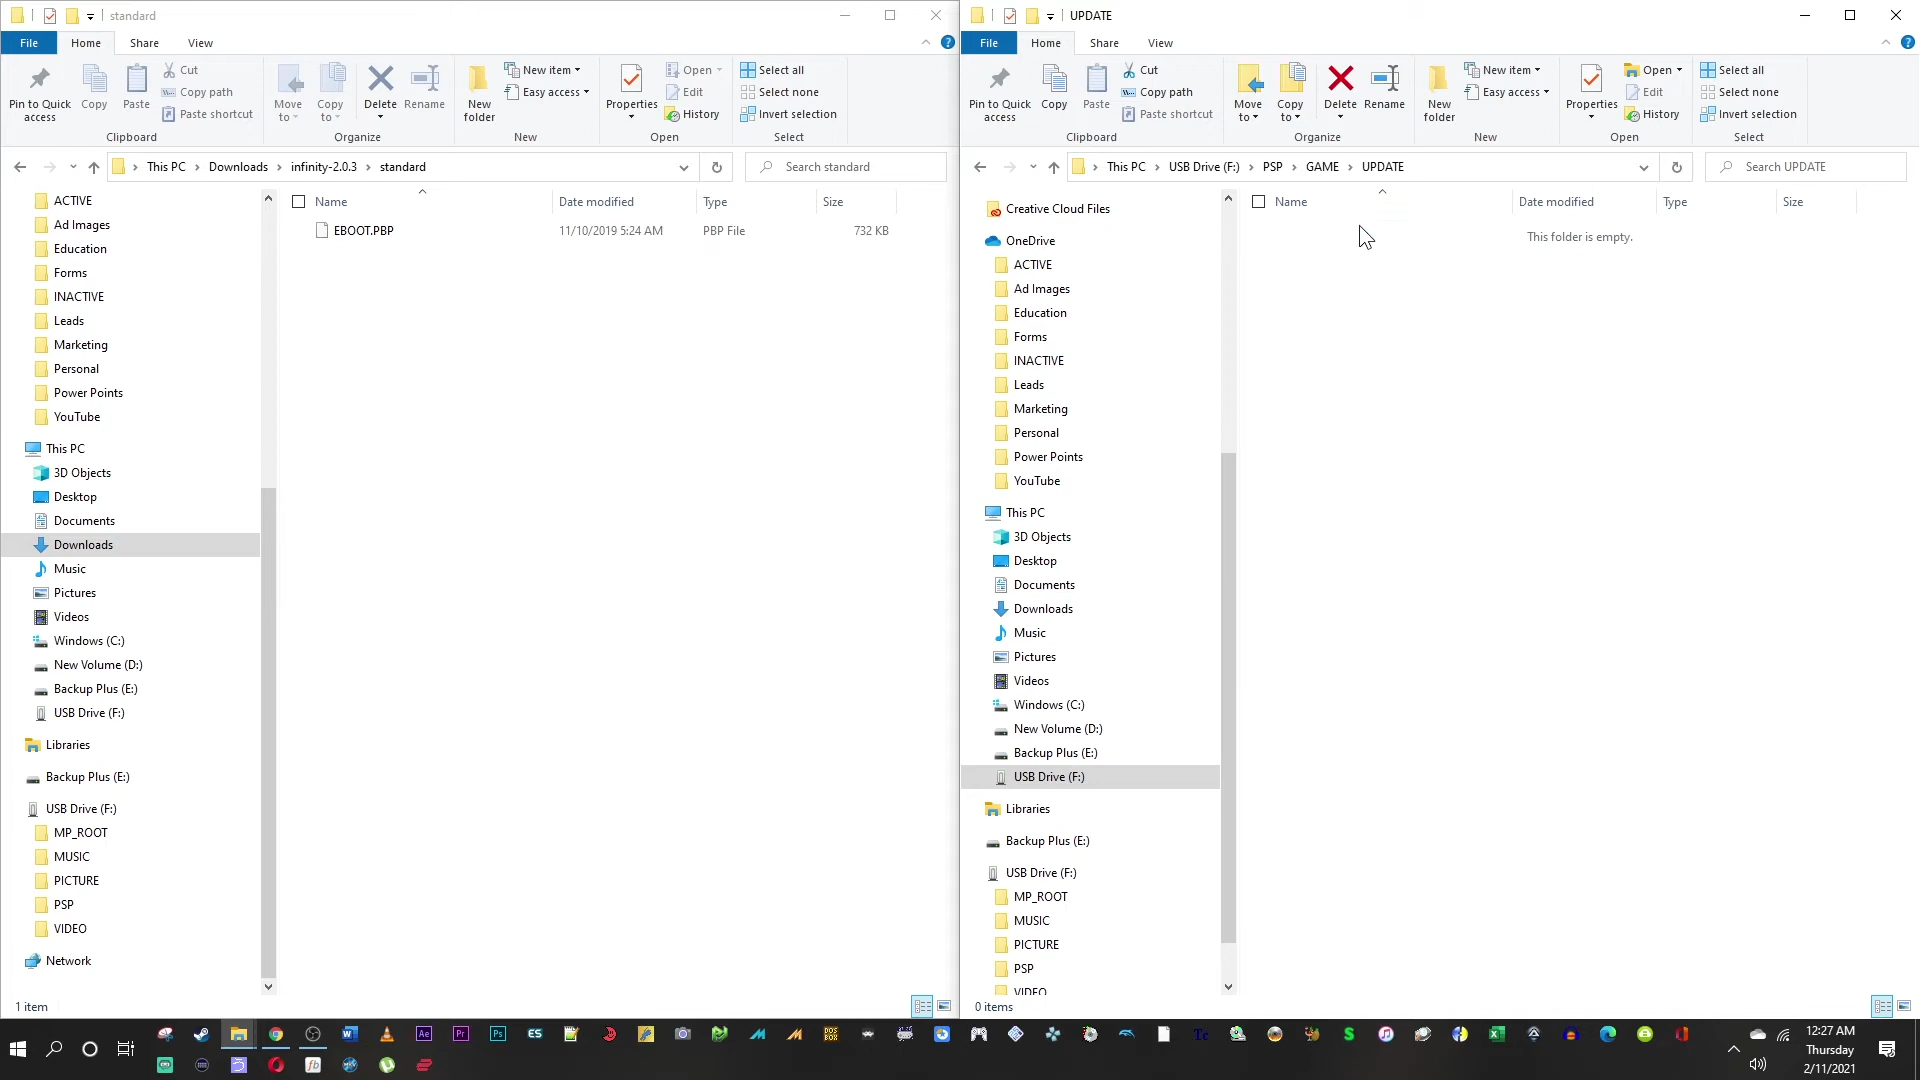 standard
File Home Share View
Pin to Quick access
Copy
Paste
Cut
Copy path
Paste shortcut
Clipboard
Move to
Copy to
Delete
Rename
Organize
New folder
New item
Easy access
New
Properties
Open
Edit
History
Open
Select all
Select none
Invert selection
Select
This PC › Downloads › infinity-2.0.3 › standard
Search standard
ACTIVE
Ad Images
Education
Forms
INACTIVE
Leads
Marketing
Personal
Power Points
YouTube
This PC
3D Objects
Desktop
Documents
Downloads
Music
Pictures
Videos
Windows (C:)
New Volume (D:)
Backup Plus (E:)
USB Drive (F:)
Libraries
Backup Plus (E:)
USB Drive (F:)
MP_ROOT
MUSIC
PICTURE
PSP
VIDEO
Network
Name Date modified Type Size
EBOOT.PBP 11/10/2019 5:24 AM PBP File 732 KB
1 item
UPDATE
File Home Share View
Pin to Quick access
Copy
Paste
Cut
Copy path
Paste shortcut
Clipboard
Move to
Copy to
Delete
Rename
Organize
New folder
New item
Easy access
New
Properties
Open
Edit
History
Open
Select all
Select none
Invert selection
Select
This PC › USB Drive (F:) › PSP › GAME › UPDATE
Search UPDATE
Creative Cloud Files
OneDrive
ACTIVE
Ad Images
Education
Forms
INACTIVE
Leads
Marketing
Personal
Power Points
YouTube
This PC
3D Objects
Desktop
Documents
Downloads
Music
Pictures
Videos
Windows (C:)
New Volume (D:)
Backup Plus (E:)
USB Drive (F:)
Libraries
Backup Plus (E:)
USB Drive (F:)
MP_ROOT
MUSIC
PICTURE
PSP
VIDEO
Name Date modified Type Size
This folder is empty.
0 items
Ae
Pr
Ps
ES
DOS BOX
Tc
fb
12:27 AM
Thursday
2/11/2021